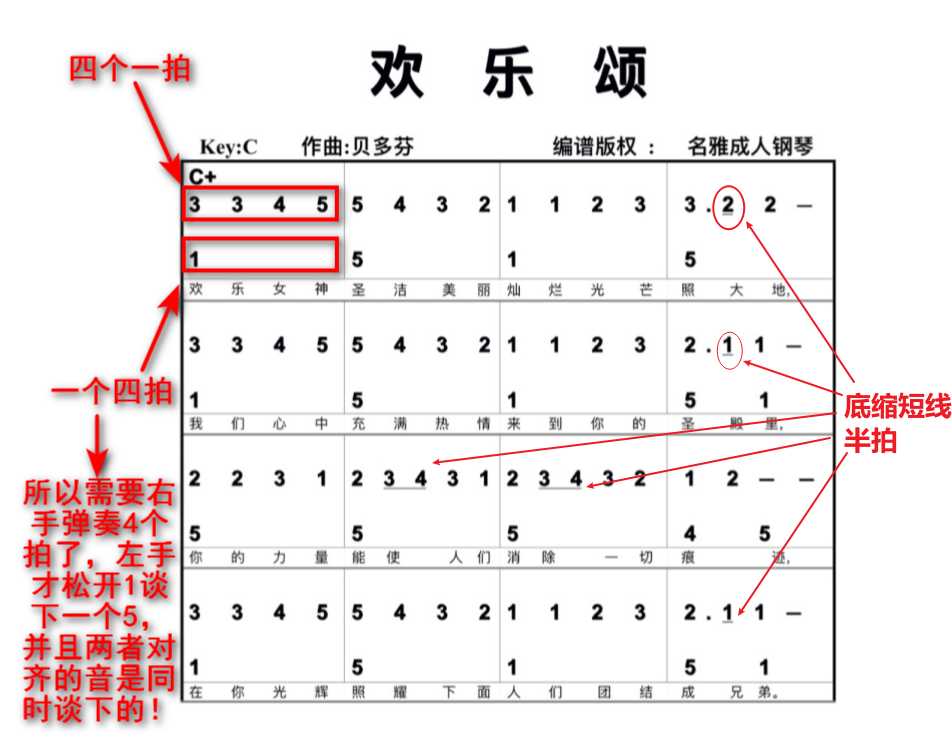 欢 乐 颂
四个一拍
Key:C 作曲:贝多芬 编谱版权 : 名雅成人钢琴
C+
3 3 4 5 5 4 3 2 1 1 2 3 3 . 2 2 —
1 5 1 5
欢 乐 女 神 圣 洁 美 丽 灿 烂 光 芒 照 大 地,
3 3 4 5 5 4 3 2 1 1 2 3 2 . 1 1 —
一个四拍
1 5 1 5 1
我 们 心 中 充 满 热 情 来 到 你 的 圣 殿 里,
底缩短线
半拍
2 2 3 1 2 3 4 3 1 2 3 4 3 2 1 2 — —
5 5 5 4 5
你 的 力 量 能 使 人 们 消 除 一 切 痕 迹,
所以需要右
手弹奏4个
拍了，左手
才松开1谈
下一个5，
并且两者对
齐的音是同
时谈下的！
3 3 4 5 5 4 3 2 1 1 2 3 2 . 1 1 —
1 5 1 5 1
在 你 光 辉 照 耀 下 面 人 们 团 结 成 兄 弟。